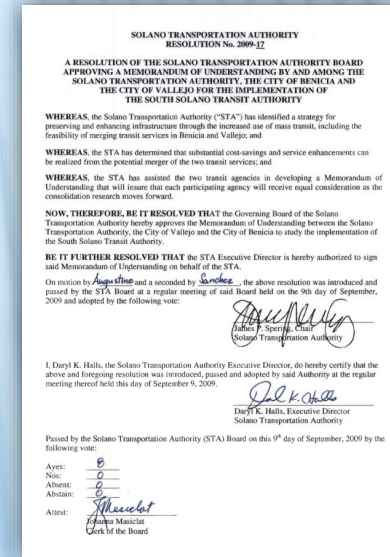 SOLANO TRANSPORTATION AUTHORITY
RESOLUTION No. 2009-17
A RESOLUTION OF THE SOLANO TRANSPORTATION AUTHORITY BOARD
APPROVING A MEMORANDUM OF UNDERSTANDING BY AND AMONG THE
SOLANO TRANSPORTATION AUTHORITY, THE CITY OF BENICIA AND
THE CITY OF VALLEJO FOR THE IMPLEMENTATION OF
THE SOUTH SOLANO TRANSIT AUTHORITY
WHEREAS, the Solano Transportation Authority ("STA") has identified a strategy for
preserving and enhancing infrastructure through the increased use of mass transit, including the
feasibility of merging transit services in Benicia and Vallejo; and
WHEREAS, the STA has determined that substantial cost-savings and service enhancements can
be realized from the potential merger of the two transit services; and
WHEREAS, the STA has assisted the two transit agencies in developing a Memorandum of
Understanding that will insure that each participating agency will receive equal consideration as the
consolidation research moves forward.
NOW, THEREFORE, BE IT RESOLVED THAT the Governing Board of the Solano
Transportation Authority hereby approves the Memorandum of Understanding between the Solano
Transportation Authority, the City of Vallejo and the City of Benicia to study the implementation of
the South Solano Transit Authority.
BE IT FURTHER RESOLVED THAT the STA Executive Director is hereby authorized to sign
said Memorandum of Understanding on behalf of the STA.
On motion by Augustine and a seconded by Sanchez, the above resolution was introduced and
passed by the STA Board at a regular meeting of said Board held on the 9th day of September,
2009 and adopted by the following vote:
James P. Spering, Chair
Solano Transportation Authority
I, Daryl K. Halls, the Solano Transportation Authority Executive Director, do hereby certify that the
above and foregoing resolution was introduced, passed and adopted by said Authority at the regular
meeting thereof held this day of September 9, 2009.
Daryl K. Halls
Daryl K. Halls, Executive Director
Solano Transportation Authority
Passed by the Solano Transportation Authority (STA) Board on this 9th day of September, 2009 by the
following vote:
Ayes: 8
Nos: 0
Absent: 0
Abstain: 0
Attest: JMasiclat
Johanna Masiclat
Clerk of the Board